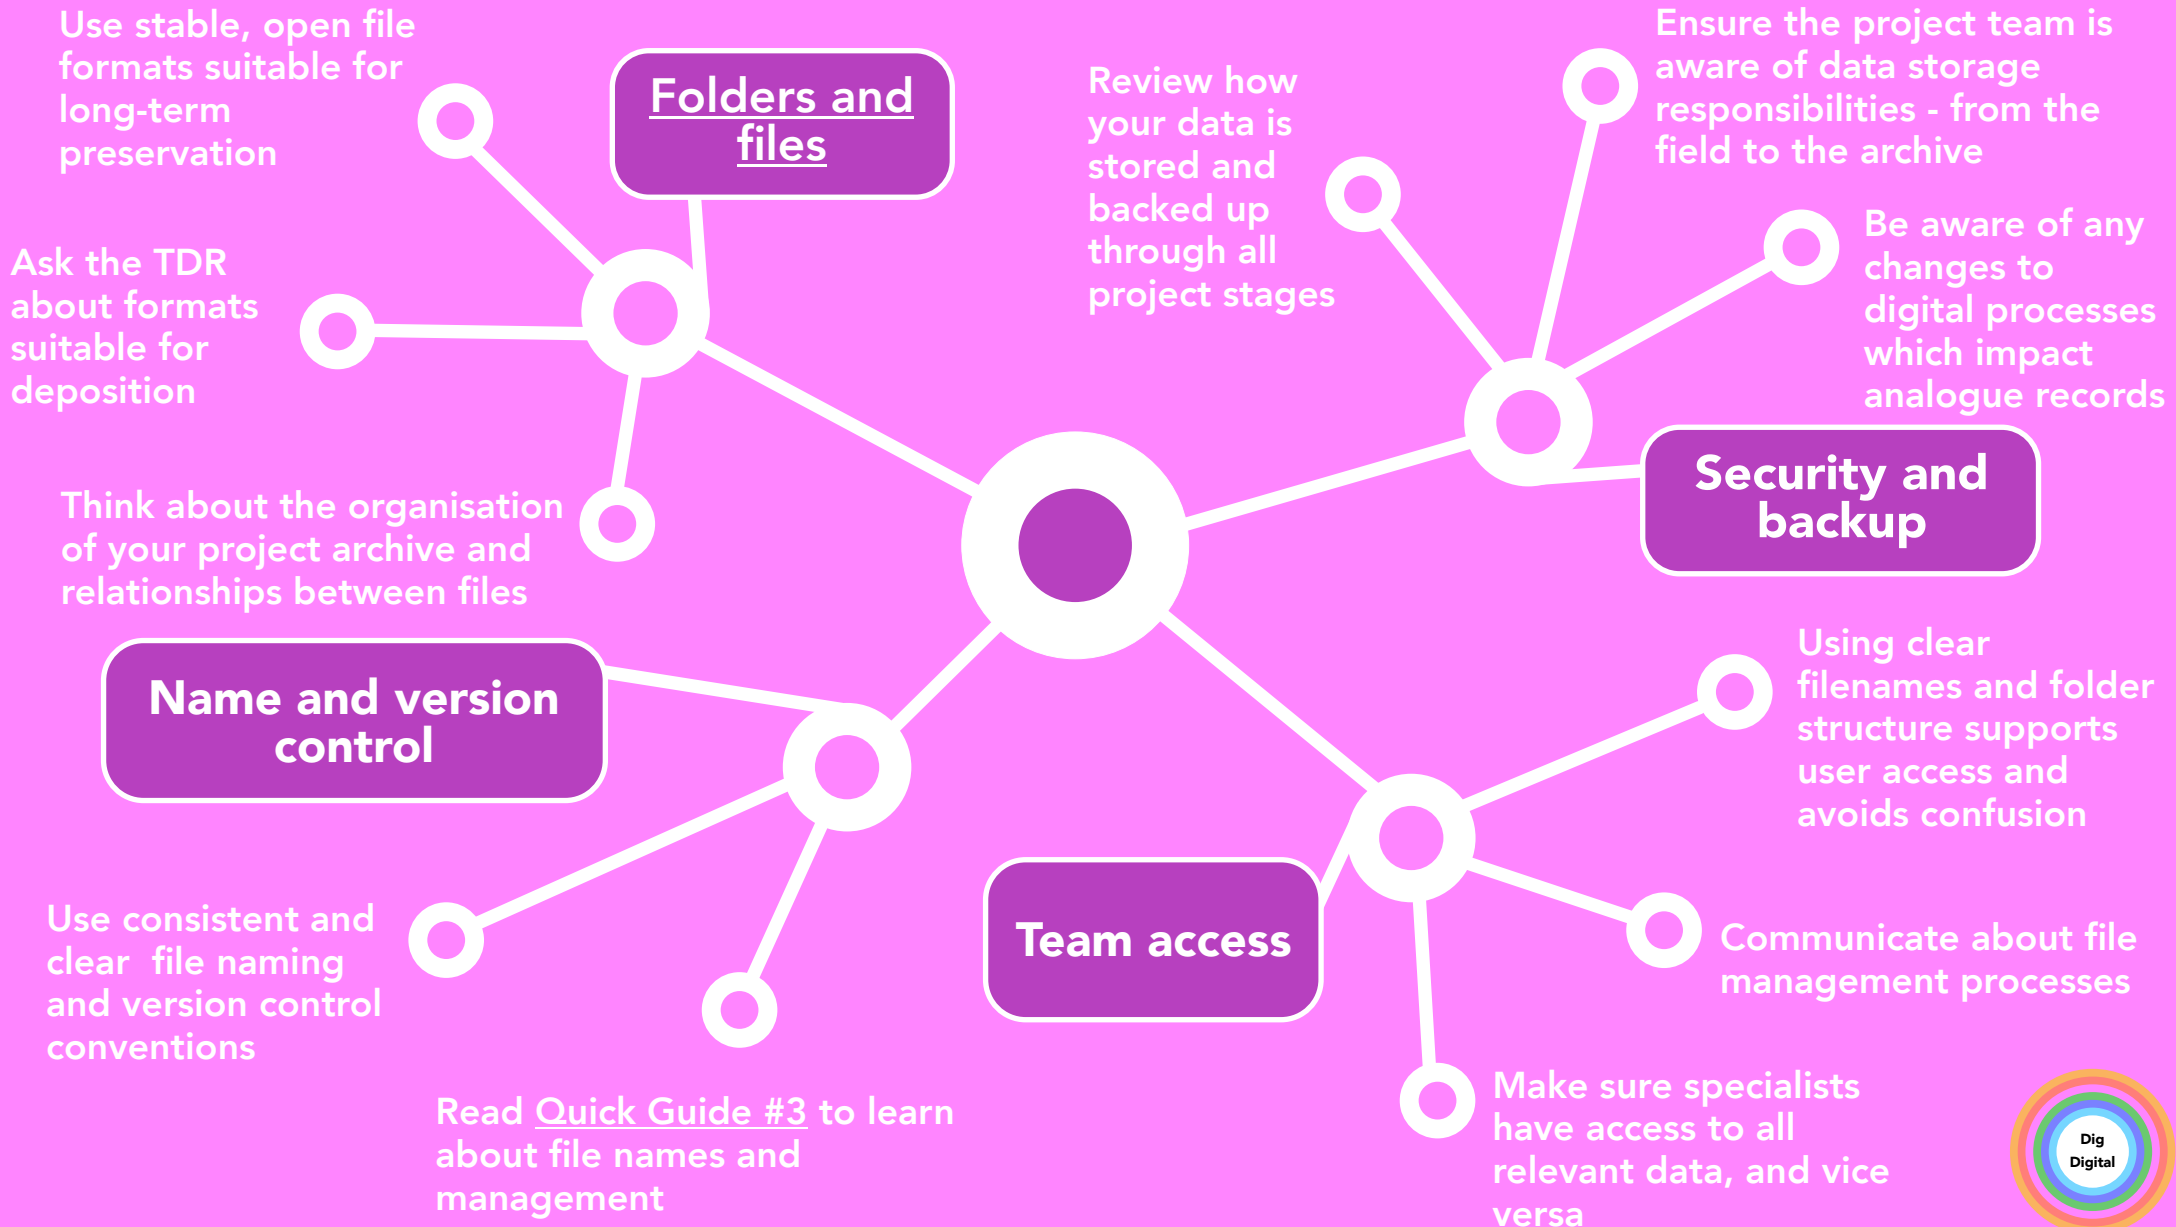 Use stable, open file
formats suitable for
long-term
preservation
Folders and
files
Ask the TDR
about formats
suitable for
deposition
Think about the organisation
of your project archive and
relationships between files
Review how
your data is
stored and
backed up
through all
project stages
Ensure the project team is
aware of data storage
responsibilities - from the
field to the archive
Be aware of any
changes to
digital processes
which impact
analogue records
Security and
backup
Name and version
control
Use consistent and
clear  file naming
and version control
conventions
Read Quick Guide #3 to learn
about file names and
management
Team access
Using clear
filenames and folder
structure supports
user access and
avoids confusion
Communicate about file
management processes
Make sure specialists
have access to all
relevant data, and vice
versa
Dig
Digital